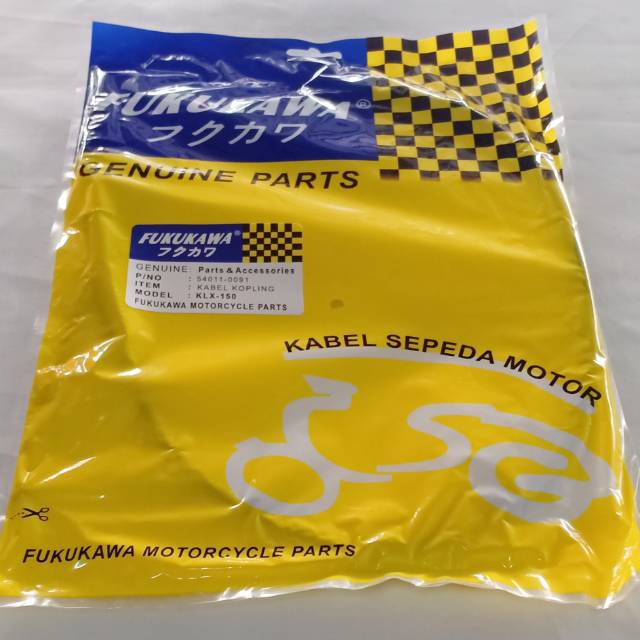 FUKUKAWA®
フクカワ
GENUINE PARTS
FUKUKAWA
フクカワ
GENUINE: Parts & Accessories
P/NO : 54011-0091
ITEM : KABEL KOPLING
MODEL : KLX-150
FUKUKAWA MOTORCYCLE PARTS
KABEL SEPEDA MOTOR
FUKUKAWA MOTORCYCLE PARTS